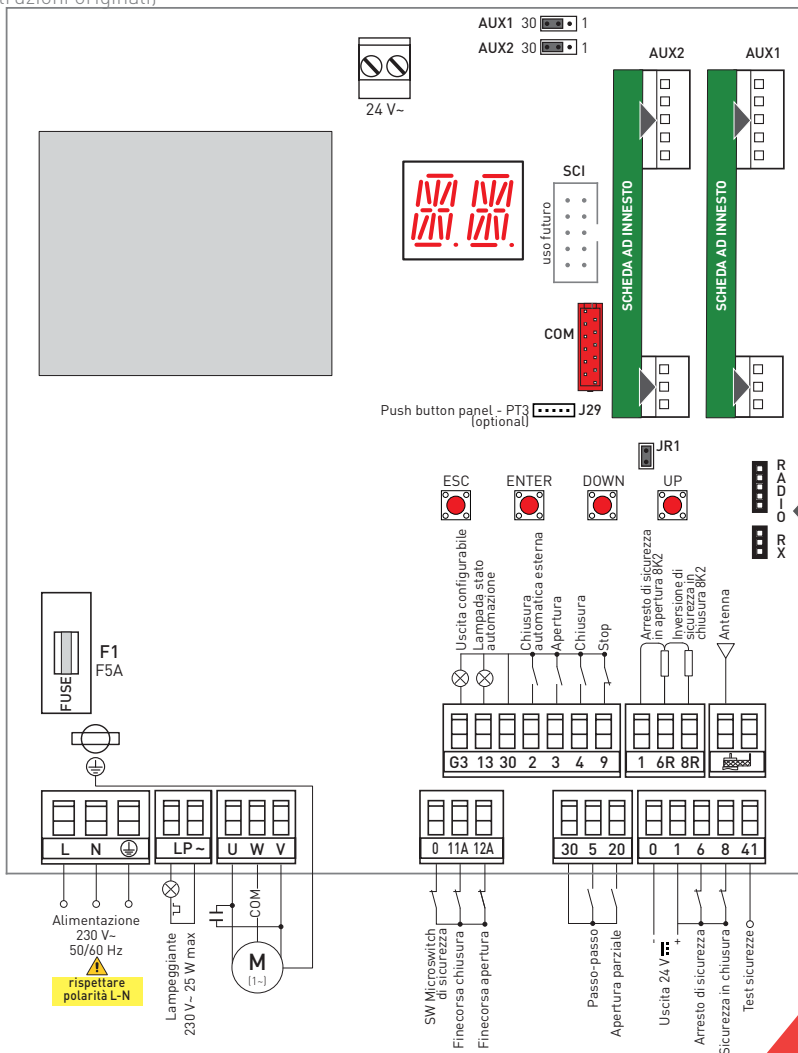 AUX1 30 1
AUX2 30 1
AUX2
AUX1
24 V~
SCI
uso futuro
SCHEDA AD INNESTO
SCHEDA AD INNESTO
COM
Push button panel - PT3
(optional)
J29
JR1
ESC
ENTER
DOWN
UP
RADIO
RX
Uscita configurabile
Lampada stato
automazione
Chiusura
automatica esterna
Apertura
Chiusura
Stop
Arresto di sicurezza
in apertura 8K2
Inversione di
sicurezza in
chiusura 8K2
Antenna
F1
F5A
FUSE
G3 13 30 2 3 4 9
1 6R 8R
L N
LP~
U W V
0 11A 12A
30 5 20
0 1 6 8 41
Alimentazione
230 V~
50/60 Hz
rispettare
polarità L-N
Lampeggiante
230 V~ 25 W max
COM
M
(1~)
SW Microswitch
di sicurezza
Finecorsa chiusura
Finecorsa apertura
Passo-passo
Apertura parziale
- +
Uscita 24 V
Arresto di sicurezza
Sicurezza in chiusura
Test sicurezze